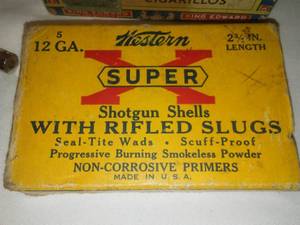 CIGARILLOS
KING EDWARD
5
12 GA.
Western
2¾ IN.
LENGTH
SUPER X
Shotgun Shells
WITH RIFLED SLUGS
Seal-Tite Wads • Scuff-Proof
Progressive Burning Smokeless Powder
NON-CORROSIVE PRIMERS
MADE IN U.S.A.